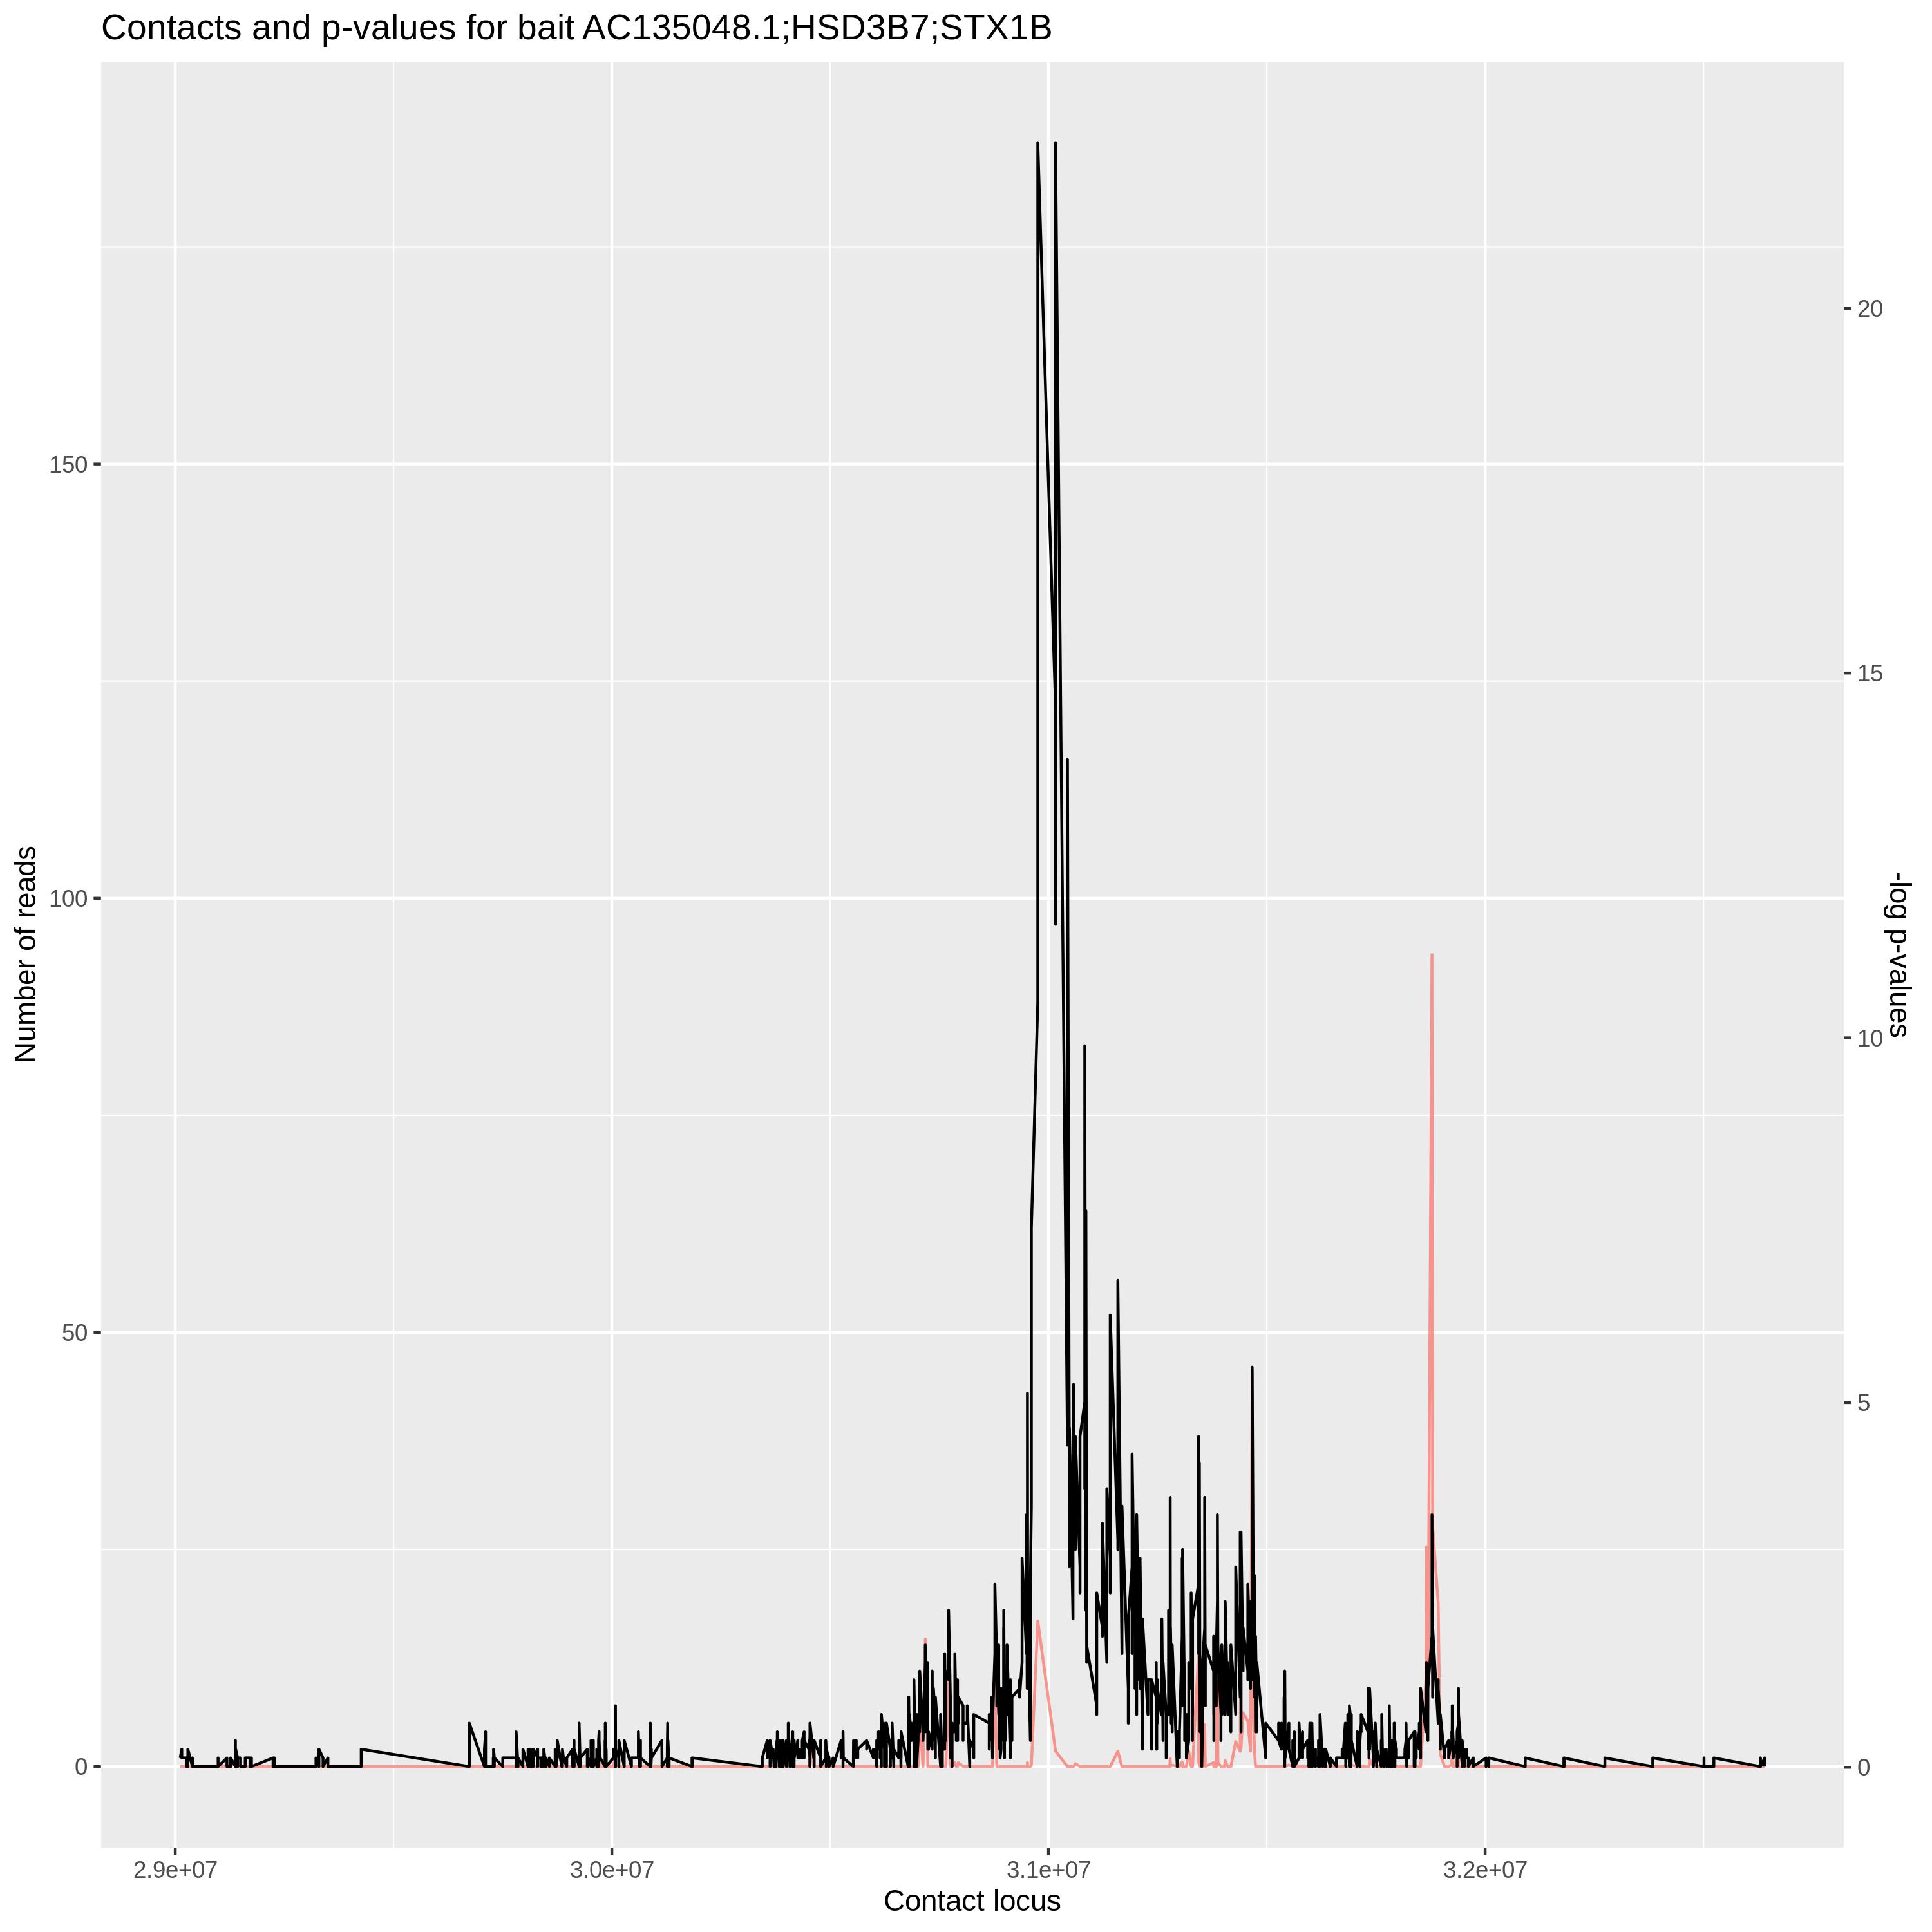 Contacts and p-values for bait AC135048.1;HSD3B7;STX1B
Number of reads
150
100
50
0
20
15
10
5
0
-log p-values
2.9e+07
3.0e+07
3.1e+07
3.2e+07
Contact locus